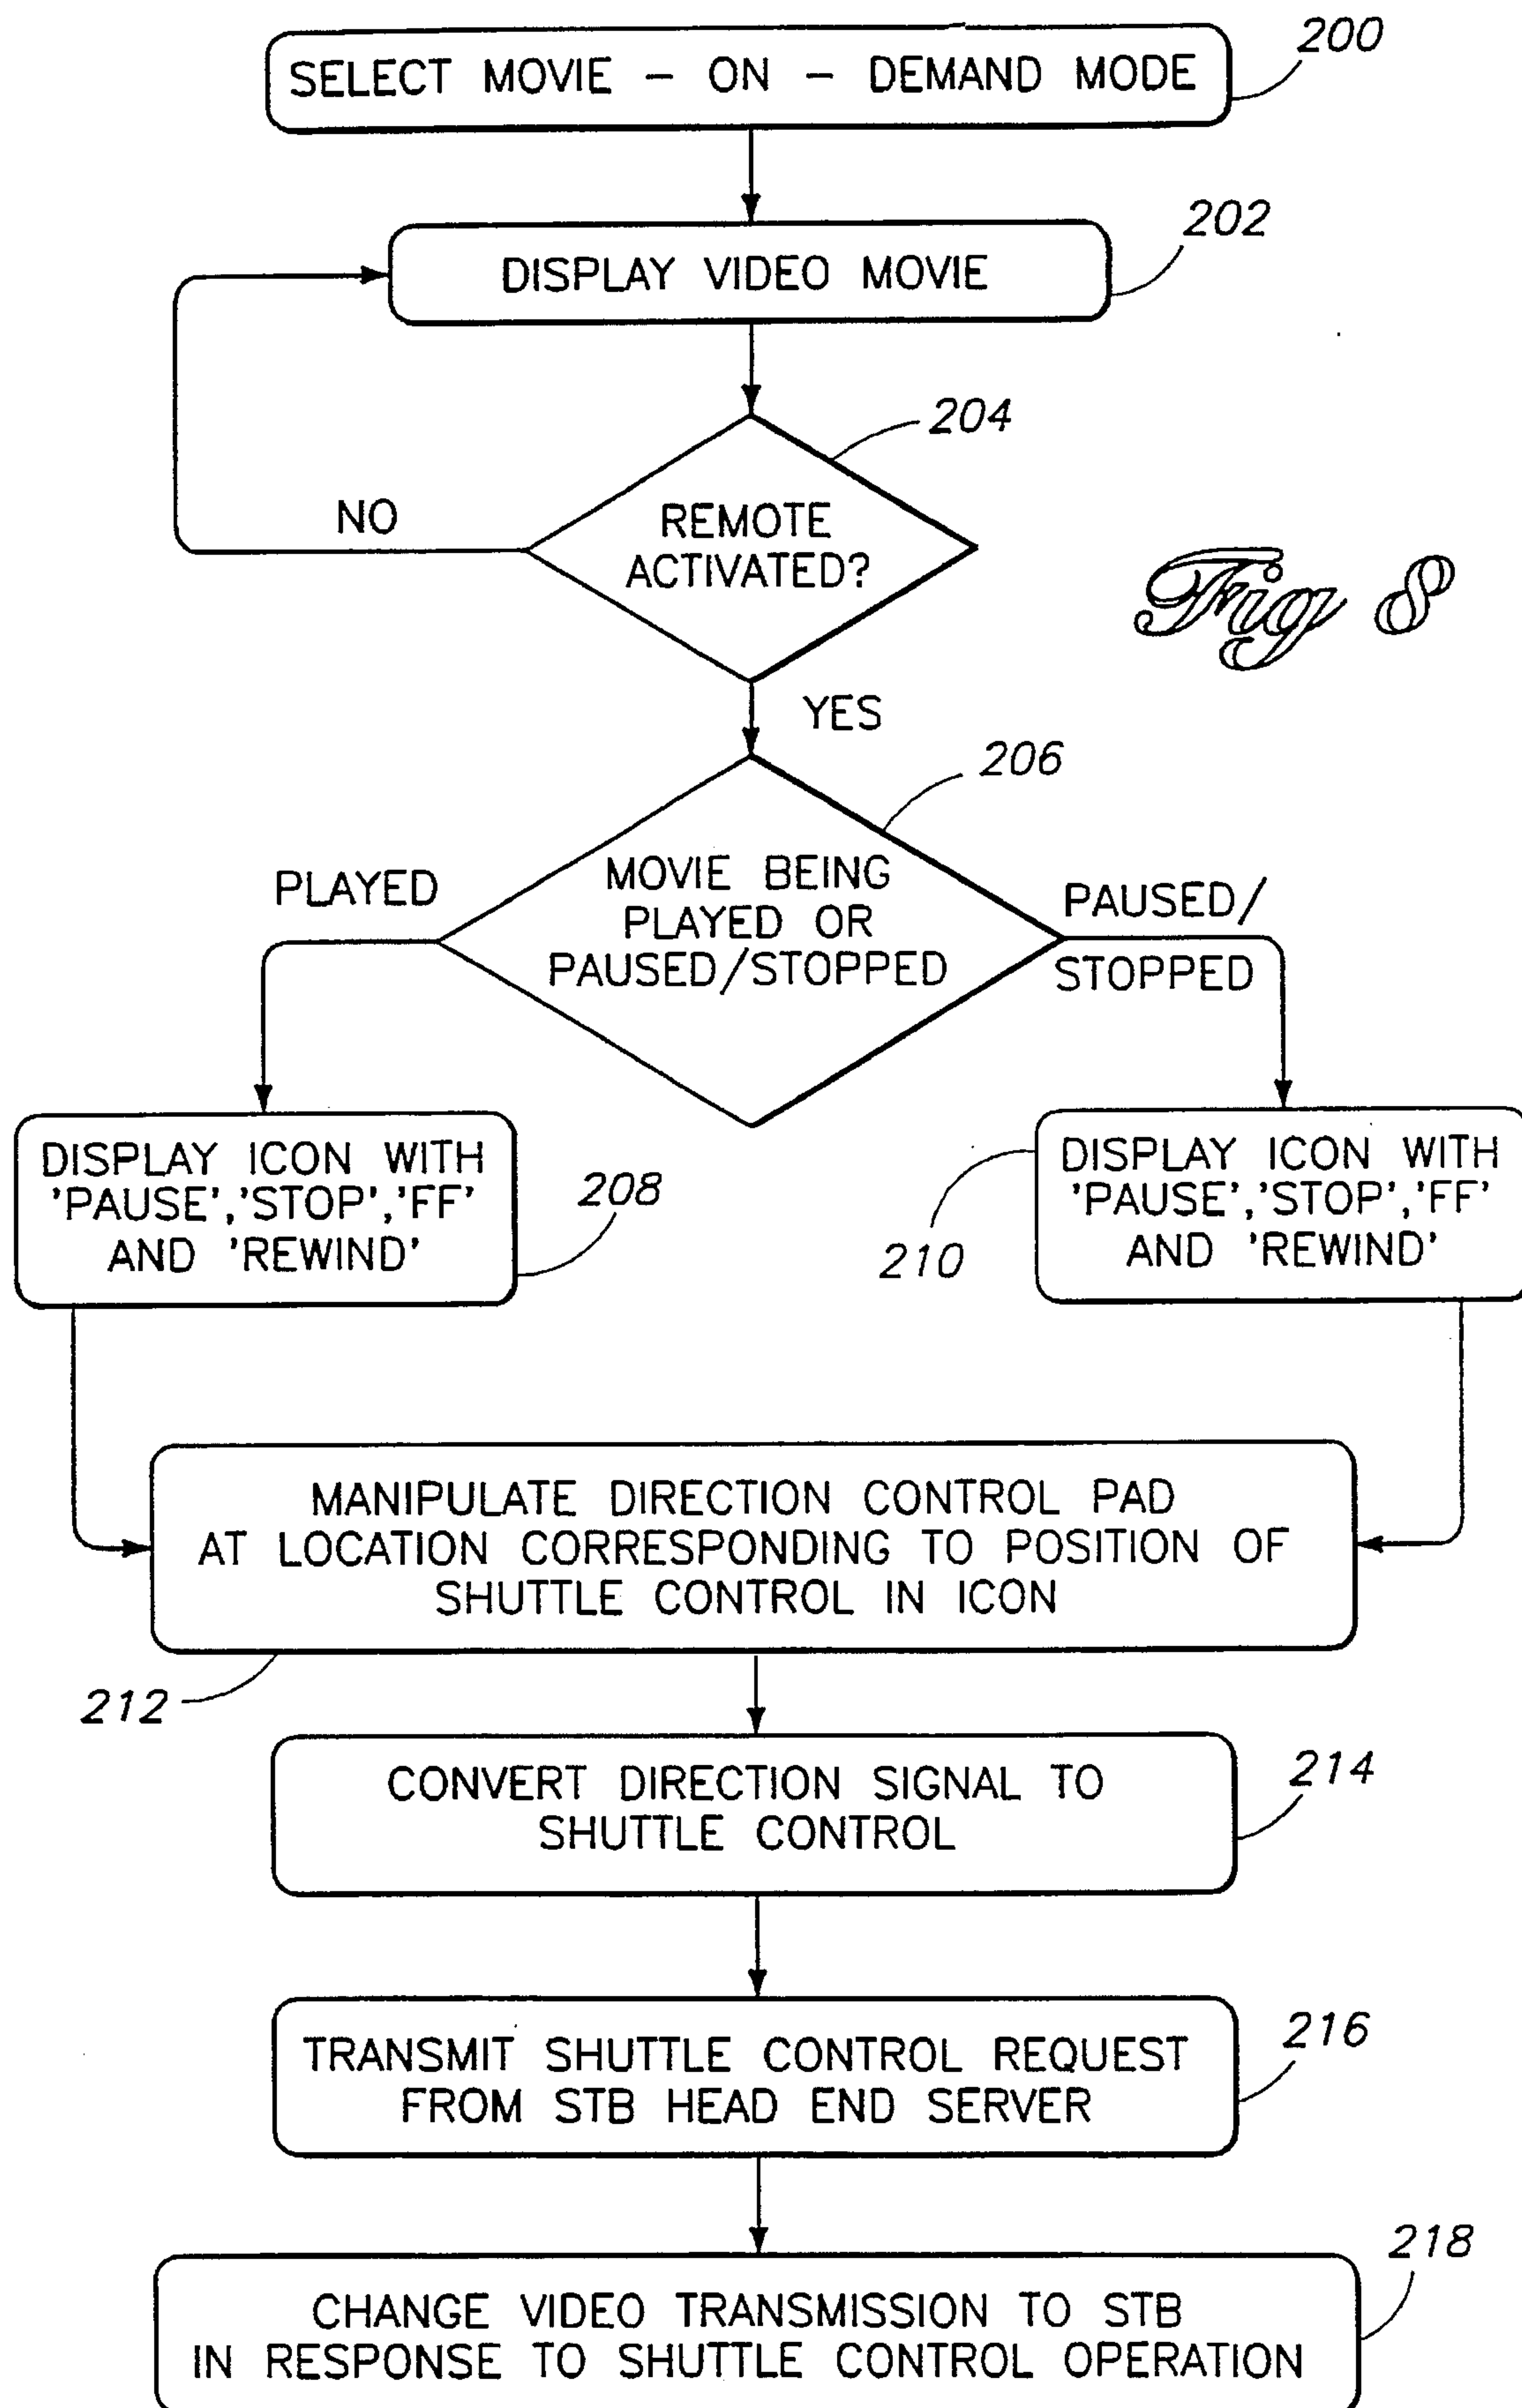 200
SELECT MOVIE - ON - DEMAND MODE
202
DISPLAY VIDEO MOVIE
204
NO
REMOTE
ACTIVATED?
Fig 8
YES
206
PLAYED
MOVIE BEING
PLAYED OR
PAUSED/STOPPED
PAUSED/
STOPPED
DISPLAY ICON WITH
'PAUSE','STOP','FF'
AND 'REWIND'
208
DISPLAY ICON WITH
'PAUSE','STOP','FF'
AND 'REWIND'
210
MANIPULATE DIRECTION CONTROL PAD
AT LOCATION CORRESPONDING TO POSITION OF
SHUTTLE CONTROL IN ICON
212
CONVERT DIRECTION SIGNAL TO
SHUTTLE CONTROL
214
TRANSMIT SHUTTLE CONTROL REQUEST
FROM STB HEAD END SERVER
216
218
CHANGE VIDEO TRANSMISSION TO STB
IN RESPONSE TO SHUTTLE CONTROL OPERATION